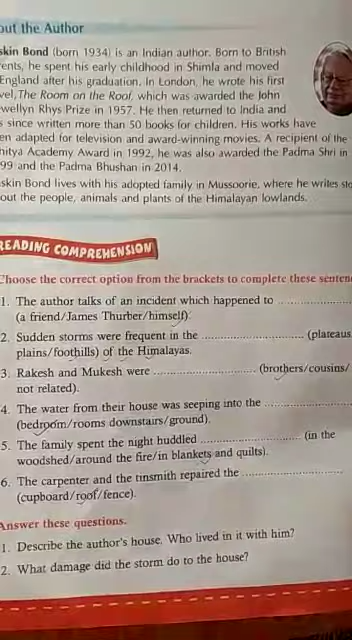 out the Author
skin Bond (born 1934) is an Indian author. Born to British
ents, he spent his early childhood in Shimla and moved
England after his graduation. In London, he wrote his first
vel, The Room on the Roof, which was awarded the John
wellyn Rhys Prize in 1957. He then returned to India and
s since written more than 50 books for children. His works have
en adapted for television and award-winning movies. A recipient of the
hitya Academy Award in 1992, he was also awarded the Padma Shri in
99 and the Padma Bhushan in 2014.
skin Bond lives with his adopted family in Mussoorie, where he writes sto
out the people, animals and plants of the Himalayan lowlands.
READING COMPREHENSION
Choose the correct option from the brackets to complete these senten
1. The author talks of an incident which happened to ....................
(a friend/James Thurber/himself).
2. Sudden storms were frequent in the .............................. (plateaus
plains/foothills) of the Himalayas.
3. Rakesh and Mukesh were .............................. (brothers/cousins/
not related).
4. The water from their house was seeping into the ..........................
(bedroom/rooms downstairs/ground).
5. The family spent the night huddled .............................. (in the
woodshed/around the fire/in blankets and quilts).
6. The carpenter and the tinsmith repaired the ..............................
(cupboard/roof/fence).
Answer these questions.
1. Describe the author's house. Who lived in it with him?
2. What damage did the storm do to the house?